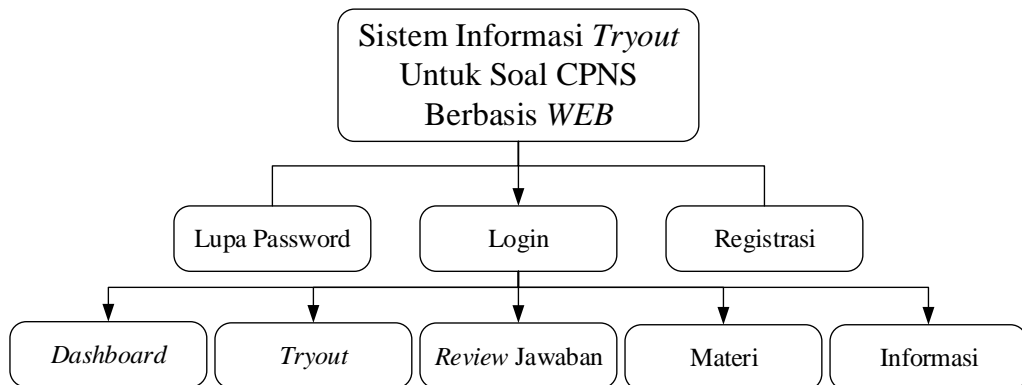 Sistem Informasi Tryout
Untuk Soal CPNS
Berbasis WEB
Lupa Password
Login
Registrasi
Dashboard
Tryout
Review Jawaban
Materi
Informasi